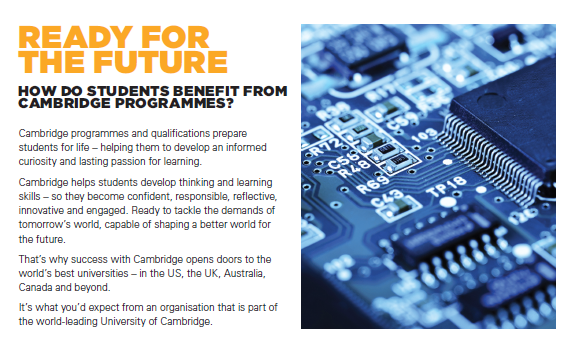 READY FOR
THE FUTURE
HOW DO STUDENTS BENEFIT FROM
CAMBRIDGE PROGRAMMES?
Cambridge programmes and qualifications prepare
students for life – helping them to develop an informed
curiosity and lasting passion for learning.
Cambridge helps students develop thinking and learning
skills – so they become confident, responsible, reflective,
innovative and engaged. Ready to tackle the demands of
tomorrow's world, capable of shaping a better world for
the future.
That's why success with Cambridge opens doors to the
world's best universities – in the US, the UK, Australia,
Canada and beyond.
It's what you'd expect from an organisation that is part of
the world-leading University of Cambridge.
R72
C56
R48
R69
C43
TP18
103
126